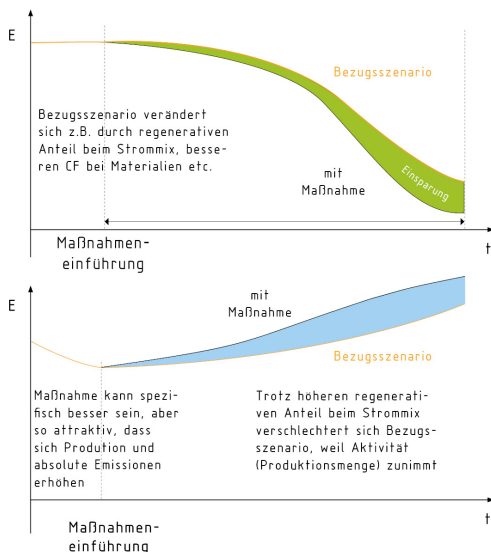 E
Bezugsszenario
Bezugsszenario verändert
sich z.B. durch regenerativen
Anteil beim Strommix, besse-
ren CF bei Materialien etc.
mit
Maßnahme
Einsparung
Maßnahmen-
einführung
t
E
mit
Maßnahme
Bezugsszenario
Maßnahme kann spezi-
fisch besser sein, aber
so attraktiv, dass
sich Prodution und
absolute Emissionen
erhöhen
Trotz höheren regenerati-
ven Anteil beim Strommix
verschlechtert sich Bezugs-
szenario, weil Aktivität
(Produktionsmenge) zunimmt
t
Maßnahmen-
einführung